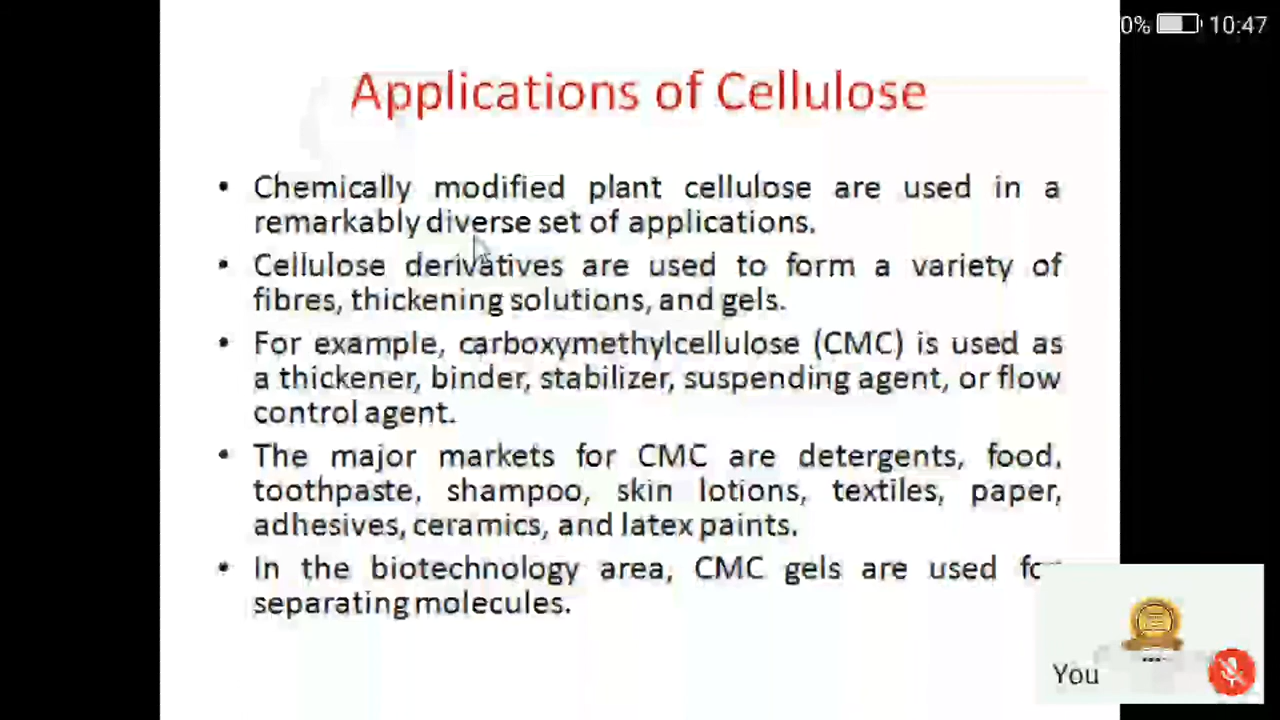 0% 10:47
Applications of Cellulose
• Chemically modified plant cellulose are used in a
remarkably diverse set of applications.
• Cellulose derivatives are used to form a variety of
fibres, thickening solutions, and gels.
• For example, carboxymethylcellulose (CMC) is used as
a thickener, binder, stabilizer, suspending agent, or flow
control agent.
• The major markets for CMC are detergents, food,
toothpaste, shampoo, skin lotions, textiles, paper,
adhesives, ceramics, and latex paints.
• In the biotechnology area, CMC gels are used for
separating molecules.
You